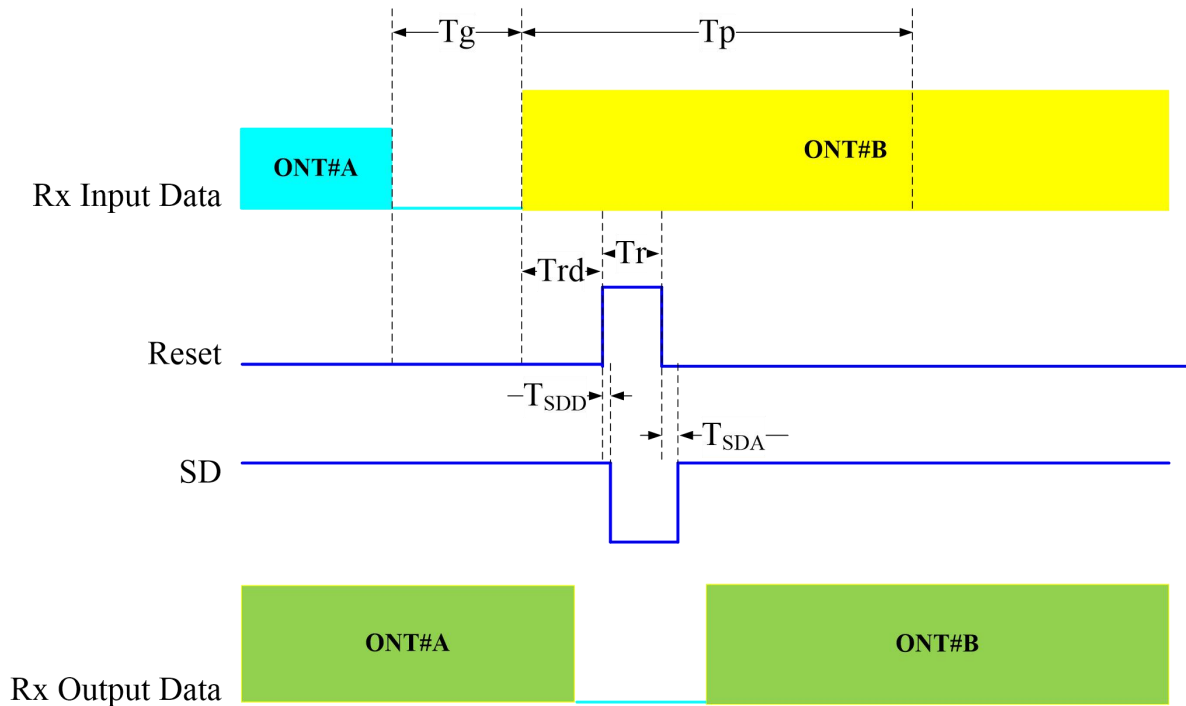 Tg
Tp
ONT#A
ONT#B
Rx Input Data
Trd
Tr
Reset
TSDD
TSDA
SD
ONT#A
ONT#B
Rx Output Data